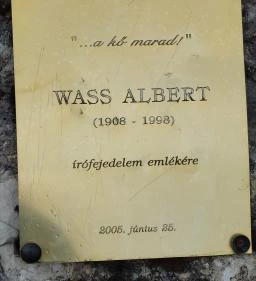 "...a kő marad!"
WASS ALBERT
(1908 - 1998)
írófejedelem emlékére
2005. június 25.